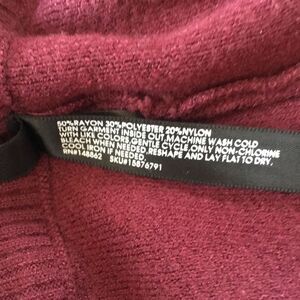 50%RAYON 30%POLYESTER 20%NYLON
TURN GARMENT INSIDE OUT.MACHINE WASH COLD
WITH LIKE COLORS,GENTLE CYCLE,ONLY NON-CHLORINE
BLEACH WHEN NEEDED.RESHAPE AND LAY FLAT TO DRY.
COOL IRON IF NEEDED.
RN#148862 SKU#15876791